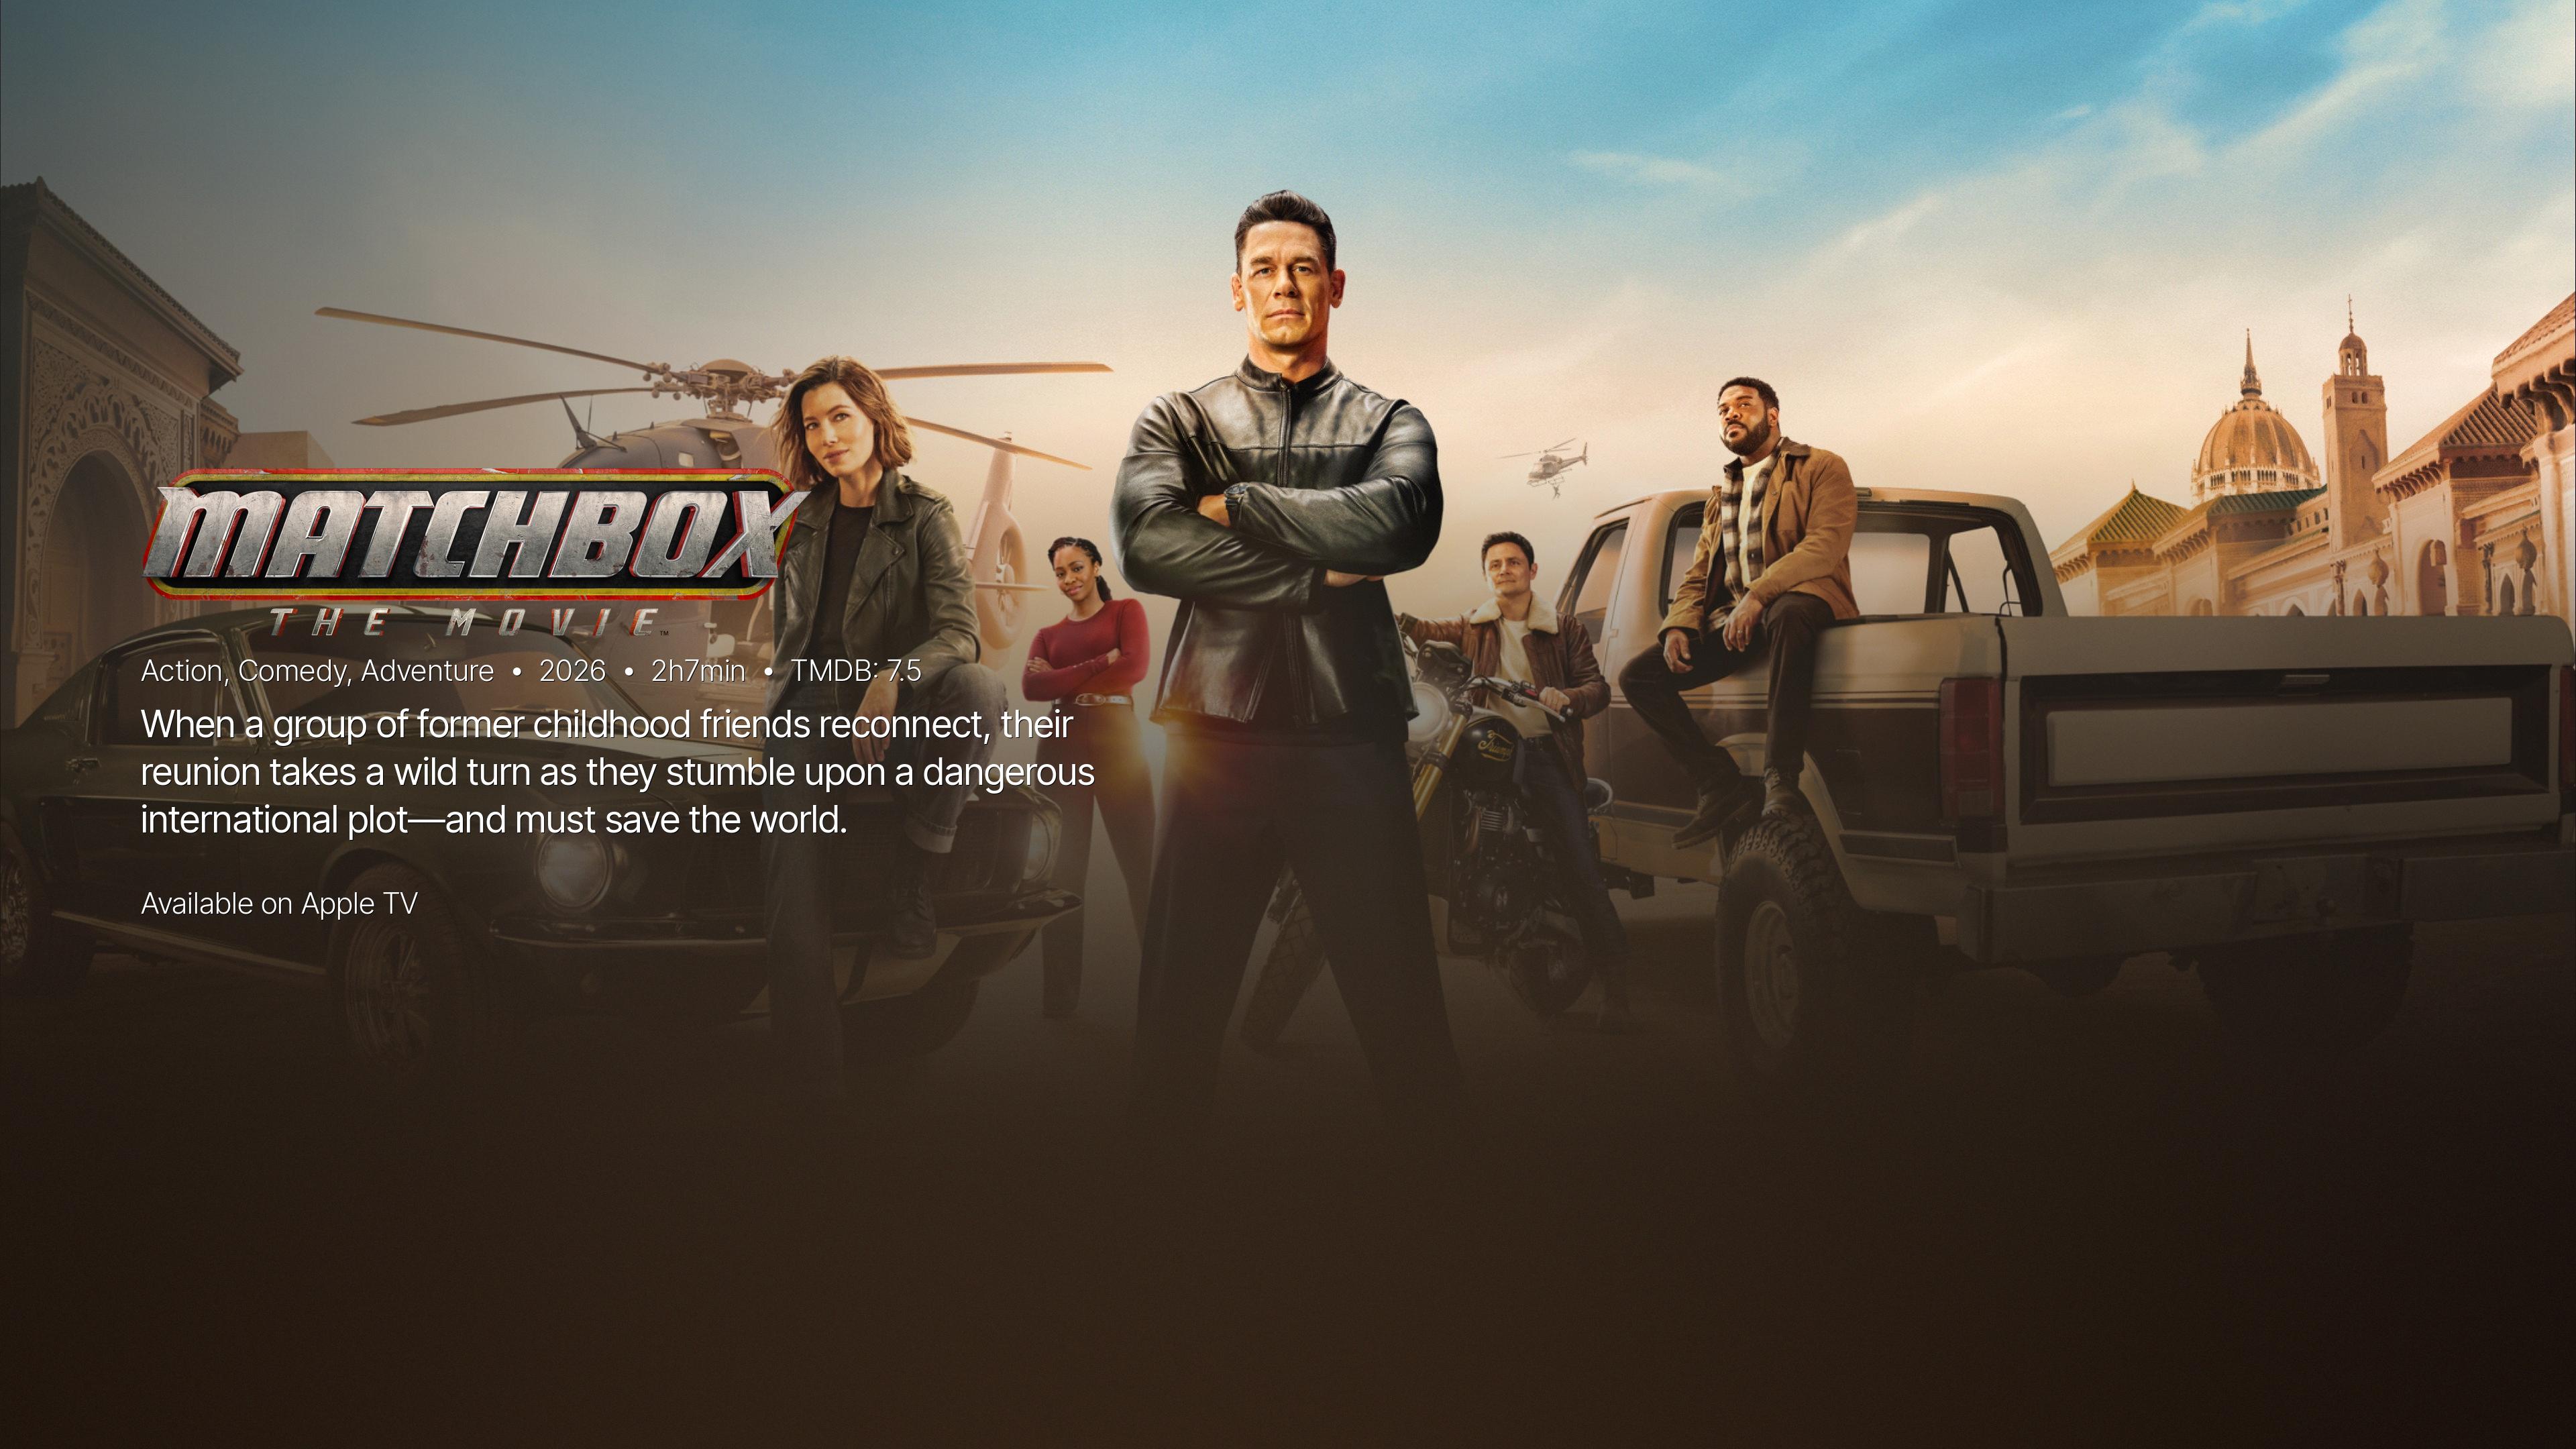 MATCHBOX
THE MOVIE™
Action, Comedy, Adventure • 2026 • 2h7min • TMDB: 7.5
When a group of former childhood friends reconnect, their
reunion takes a wild turn as they stumble upon a dangerous
international plot—and must save the world.
Available on Apple TV
Triumph